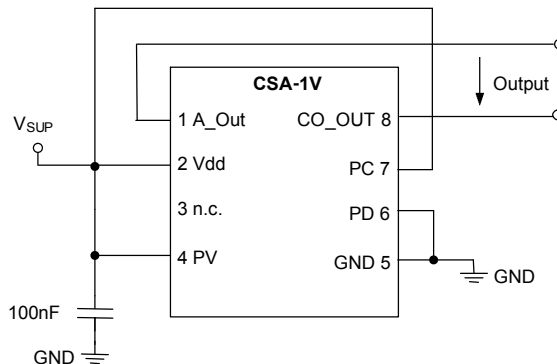 CSA-1V
Output
1 A_Out
CO_OUT 8
VSUP
2 Vdd
PC 7
3 n.c.
PD 6
4 PV
GND 5
GND
100nF
GND